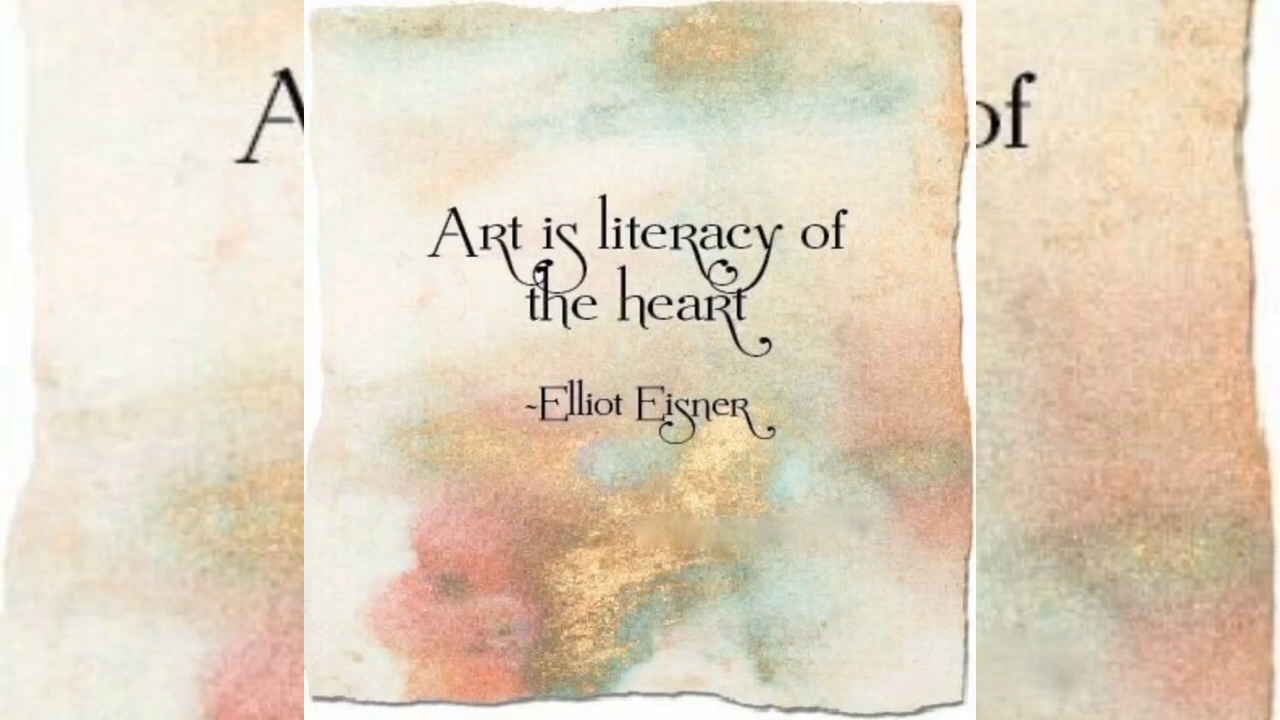 Art is literacy of
the heart
~Elliot Eisner